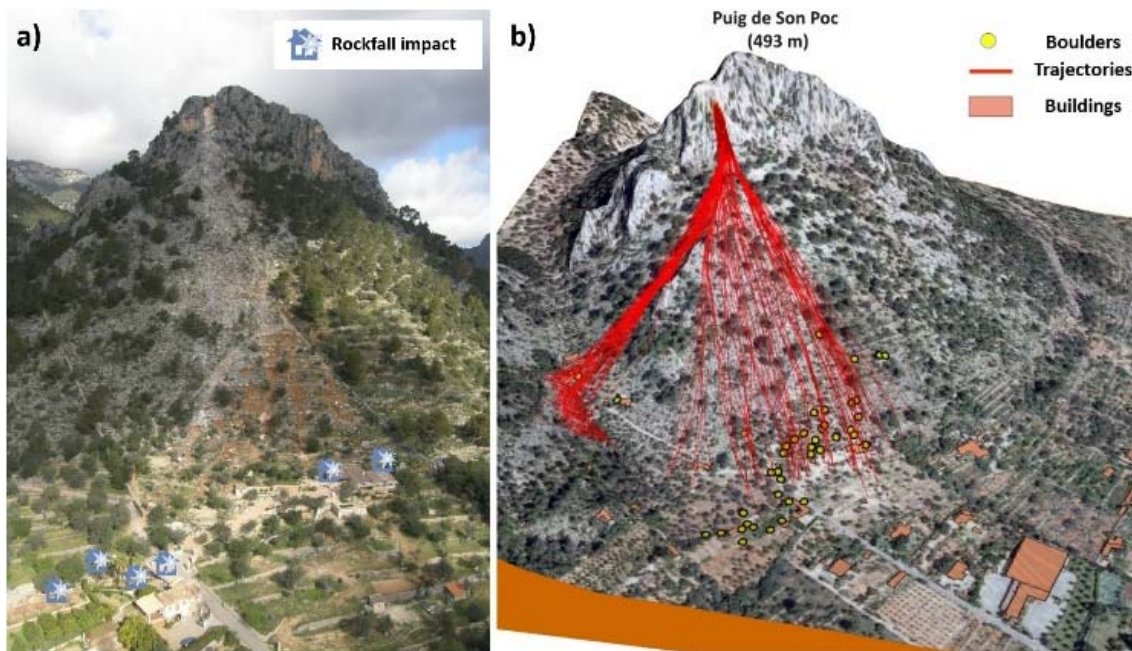 a)
Rockfall impact
b)
Puig de Son Poc
(493 m)
Boulders
Trajectories
Buildings